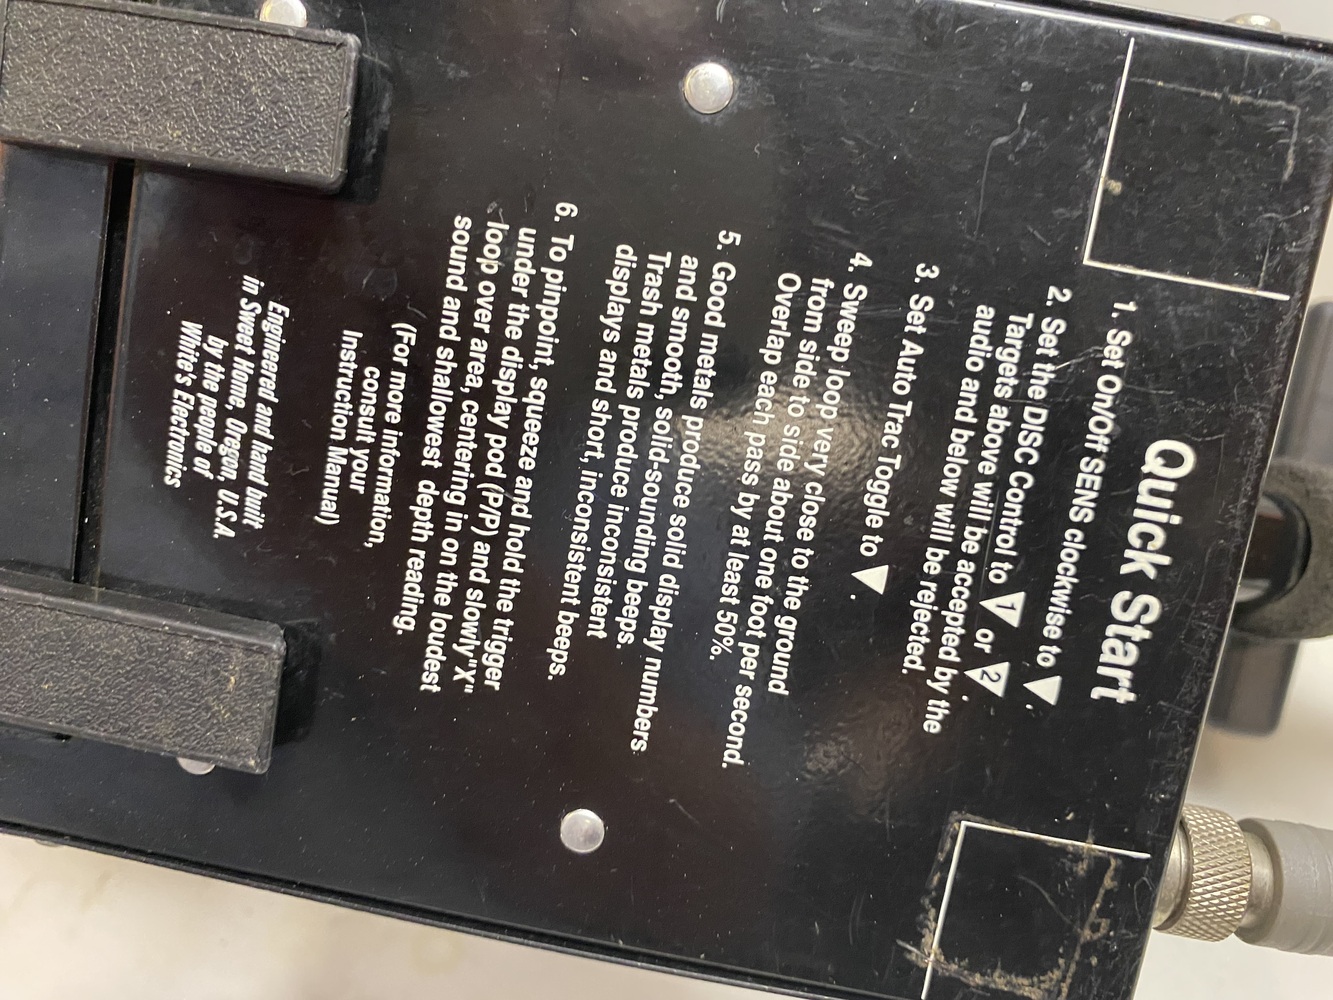 Quick Start
1. Set On/Off SENS clockwise to ▼.
2. Set the DISC Control to ▼1 or ▼2.
Targets above will be accepted by the
audio and below will be rejected.
3. Set Auto Trac Toggle to ▼.
4. Sweep loop very close to the ground
from side to side about one foot per second.
Overlap each pass by at least 50%.
5. Good metals produce solid display numbers
and smooth, solid-sounding beeps.
Trash metals produce inconsistent
displays and short, inconsistent beeps.
6. To pinpoint, squeeze and hold the trigger
under the display pod (P/P) and slowly "X"
loop over area, centering in on the loudest
sound and shallowest depth reading.
(For more information,
consult your
Instruction Manual)
Engineered and hand built
in Sweet Home, Oregon, U.S.A.
by the people of
White's Electronics